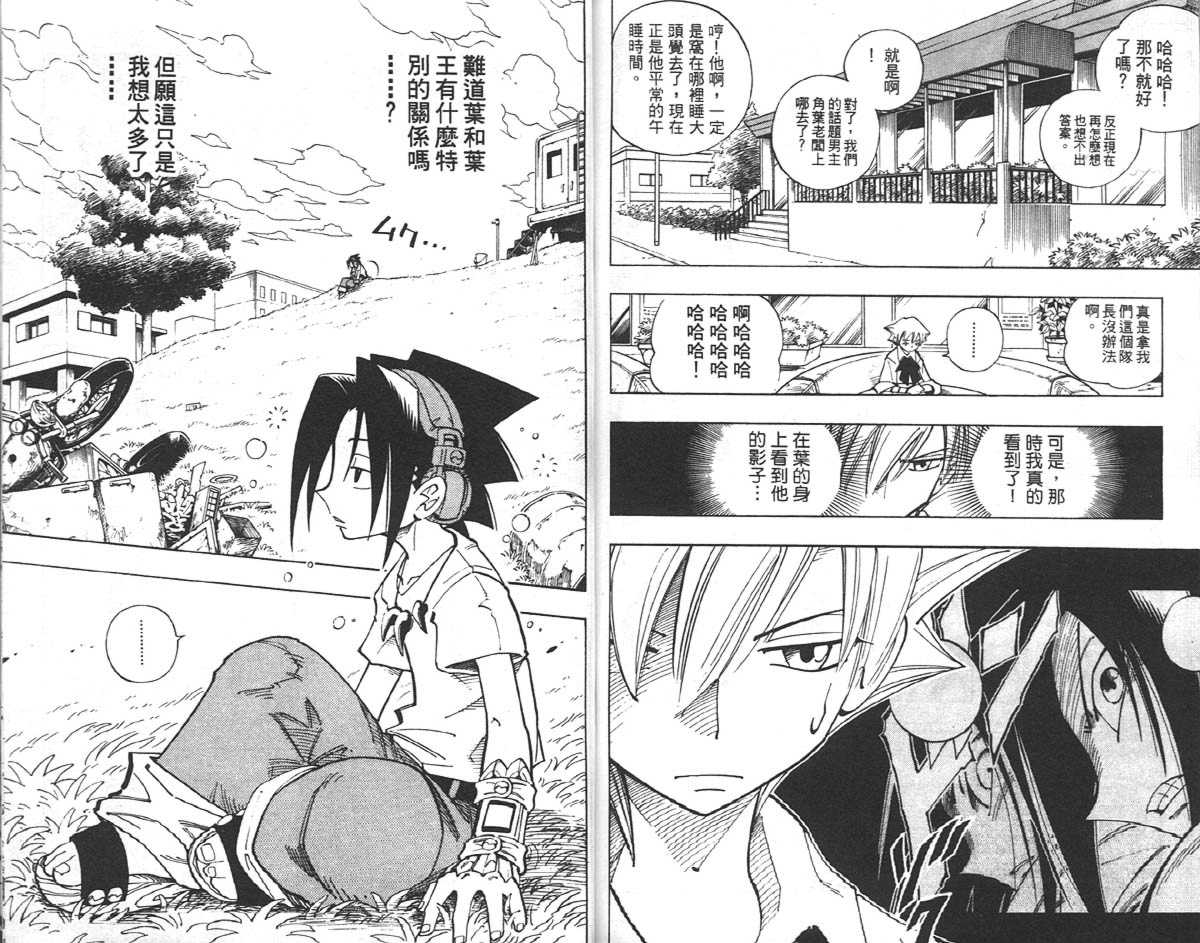 哈哈哈!
那不就好
了嗎?
反正現在
再怎麼想
也想不出
答案。
就是啊
!
對了,我們
的話題男主
角葉老闆上
哪去了?
哼!他啊,一定
是窩在哪裡睡大
頭覺去了,現在
正是他平常的午
睡時間。
真是拿我
們這個隊
長沒辦法
啊。
………
啊哈哈哈
哈哈哈哈
哈哈哈!
可是,那
時我真的
看到了!
在葉的身
上看到他
的影子…
難道葉和葉
王有什麼特
別的關係嗎
……?
但願這只是
我想太多了
……
ムク…
………